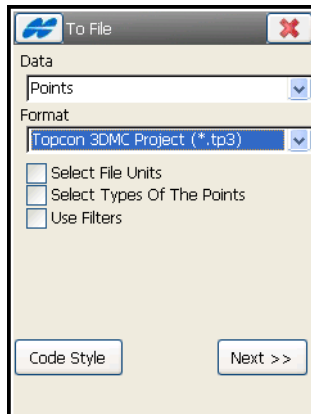 To File
Data
Points
Format
Topcon 3DMC Project (*.tp3)
Select File Units
Select Types Of The Points
Use Filters
Code Style
Next >>